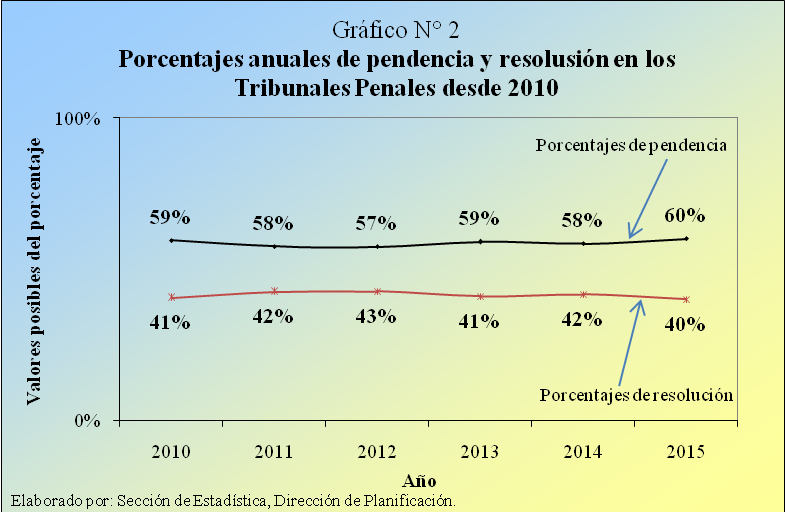 Gráfico N° 2
Porcentajes anuales de pendencia y resolusión en los
Tribunales Penales desde 2010
Valores posibles del porcentaje
100%
Porcentajes de pendencia
59%
58%
57%
59%
58%
60%
41%
42%
43%
41%
42%
40%
Porcentajes de resolución
0%
2010
2011
2012
2013
2014
2015
Año
Elaborado por: Sección de Estadística, Dirección de Planificación.